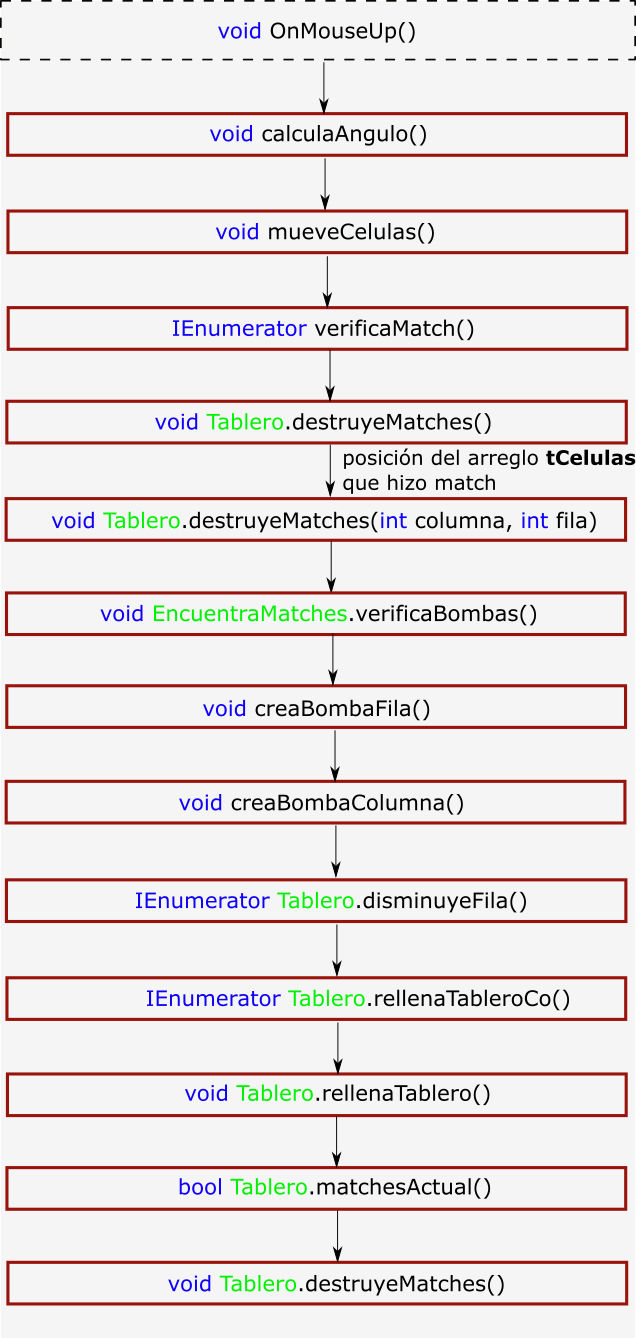 void OnMouseUp()
void calculaAngulo()
void mueveCelulas()
IEnumerator verificaMatch()
void Tablero.destruyeMatches()
posición del arreglo tCelulas
que hizo match
void Tablero.destruyeMatches(int columna, int fila)
void EncuentraMatches.verificaBombas()
void creaBombaFila()
void creaBombaColumna()
IEnumerator Tablero.disminuyeFila()
IEnumerator Tablero.rellenaTableroCo()
void Tablero.rellenaTablero()
bool Tablero.matchesActual()
void Tablero.destruyeMatches()